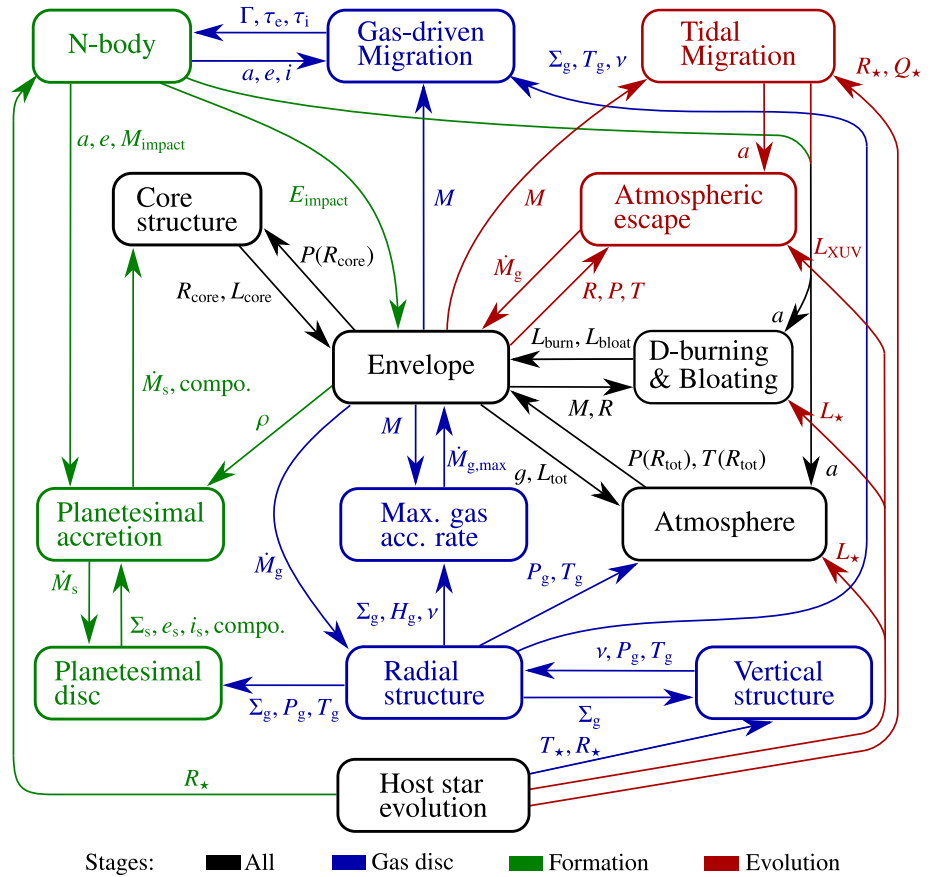 N-body
Γ, τe, τi
a, e, i
Gas-driven
Migration
Σg, Tg, ν
Tidal
Migration
R★, Q★
a, e, Mimpact
Eimpact
M
M
a
Core
structure
P(Rcore)
Rcore, Lcore
Atmospheric
escape
Ṁg
R, P, T
LXUV
a
Envelope
Lburn, Lbloat
M, R
D-burning
& Bloating
L★
Ṁs, compo.
ρ
M
Ṁg,max
g, Ltot
P(Rtot), T(Rtot)
a
Planetesimal
accretion
Max. gas
acc. rate
Atmosphere
L★
Ṁs
Σs, es, is, compo.
Ṁg
Σg, Hg, ν
Pg, Tg
Planetesimal
disc
Σg, Pg, Tg
Radial
structure
ν, Pg, Tg
Σg
Vertical
structure
T★, R★
R★
Host star
evolution
Stages: All Gas disc Formation Evolution